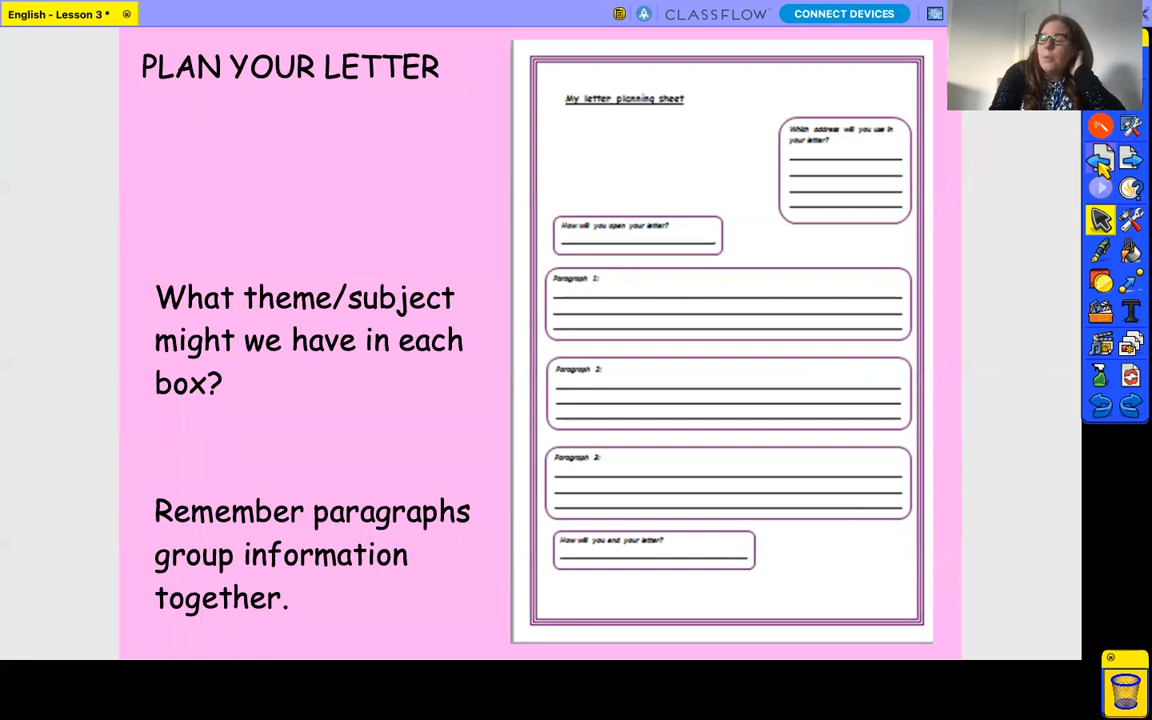 English - Lesson 3 *
CLASSFLOW
CONNECT DEVICES
PLAN YOUR LETTER
My letter planning sheet
Which address will you use in
your letter?
How will you open your letter?
Paragraph 1:
What theme/subject
might we have in each
box?
Paragraph 2:
Paragraph 3:
Remember paragraphs
group information
together.
How will you end your letter?